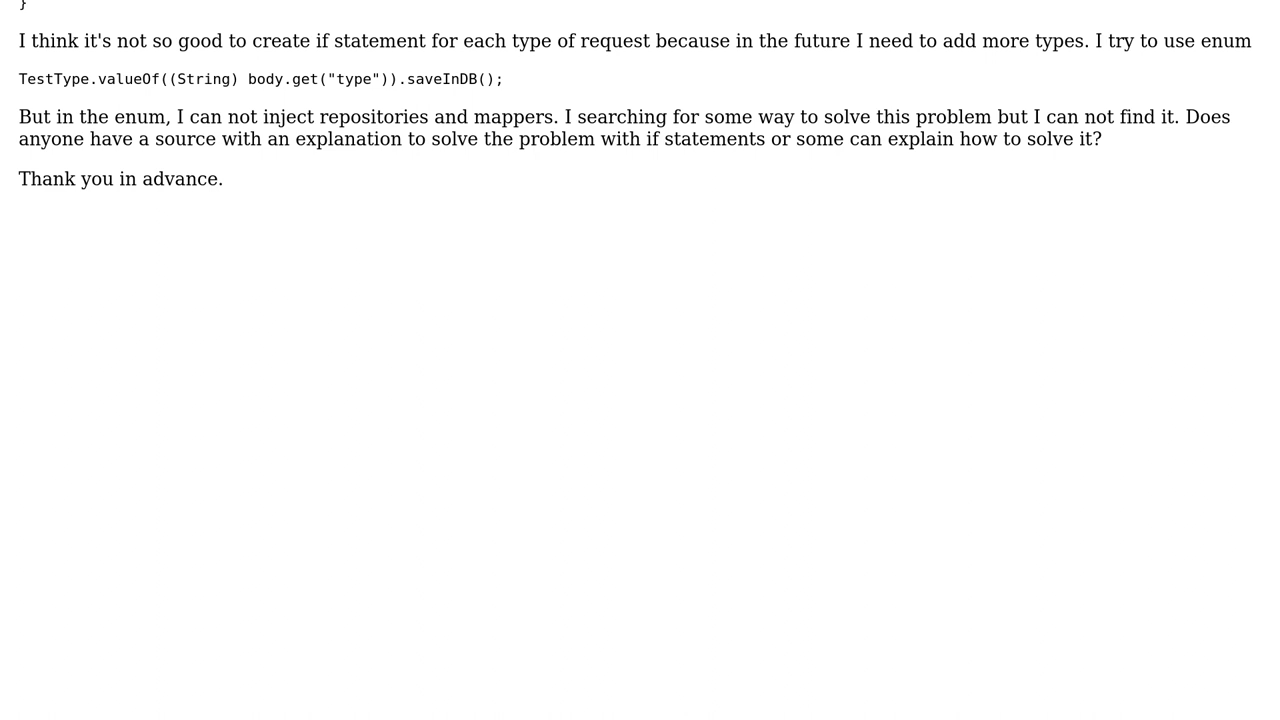 }
I think it's not so good to create if statement for each type of request because in the future I need to add more types. I try to use enum
TestType.valueOf((String) body.get("type")).saveInDB();
But in the enum, I can not inject repositories and mappers. I searching for some way to solve this problem but I can not find it. Does
anyone have a source with an explanation to solve the problem with if statements or some can explain how to solve it?
Thank you in advance.